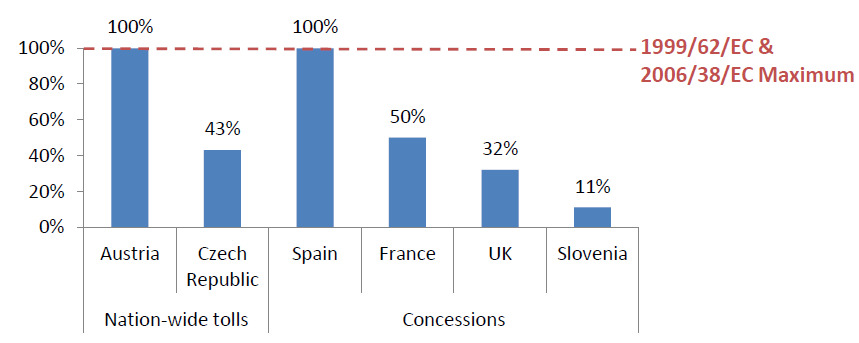 100% 100%
1999/62/EC &
2006/38/EC Maximum
100%
80%
60%
40%
20%
0%
43%
50%
32%
11%
Austria Czech Republic Spain France UK Slovenia
Nation-wide tolls Concessions